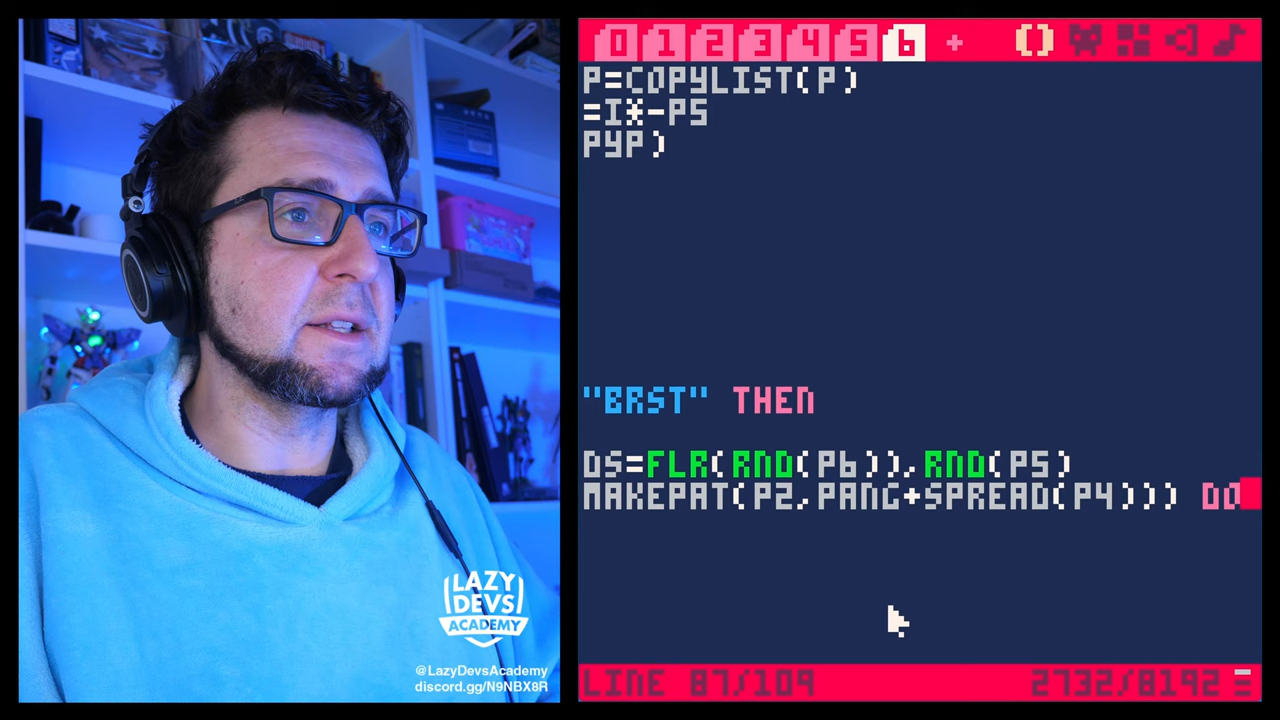 0 1 2 3 4 5 6 + ()
P=COPYLIST(P)
=I*-P5
PYP)
"BRST" THEN
DS=FLR(RND(P6)),RND(P5)
MAKEPAT(P2,PANG+SPREAD(P4))) DO
LINE 87/109 2732/8192
LAZY
DEVS
ACADEMY
@LazyDevsAcademy
discord.gg/N9NBX8R